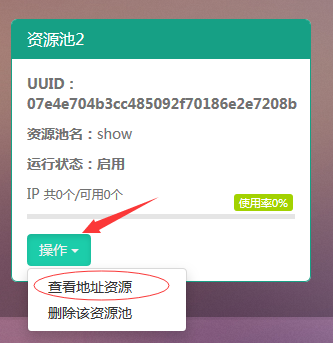 资源池2
UUID：
07e4e704b3cc485092f70186e2e7208b
资源池名：show
运行状态：启用
IP 共0个/可用0个
使用率0%
操作
查看地址资源
删除该资源池